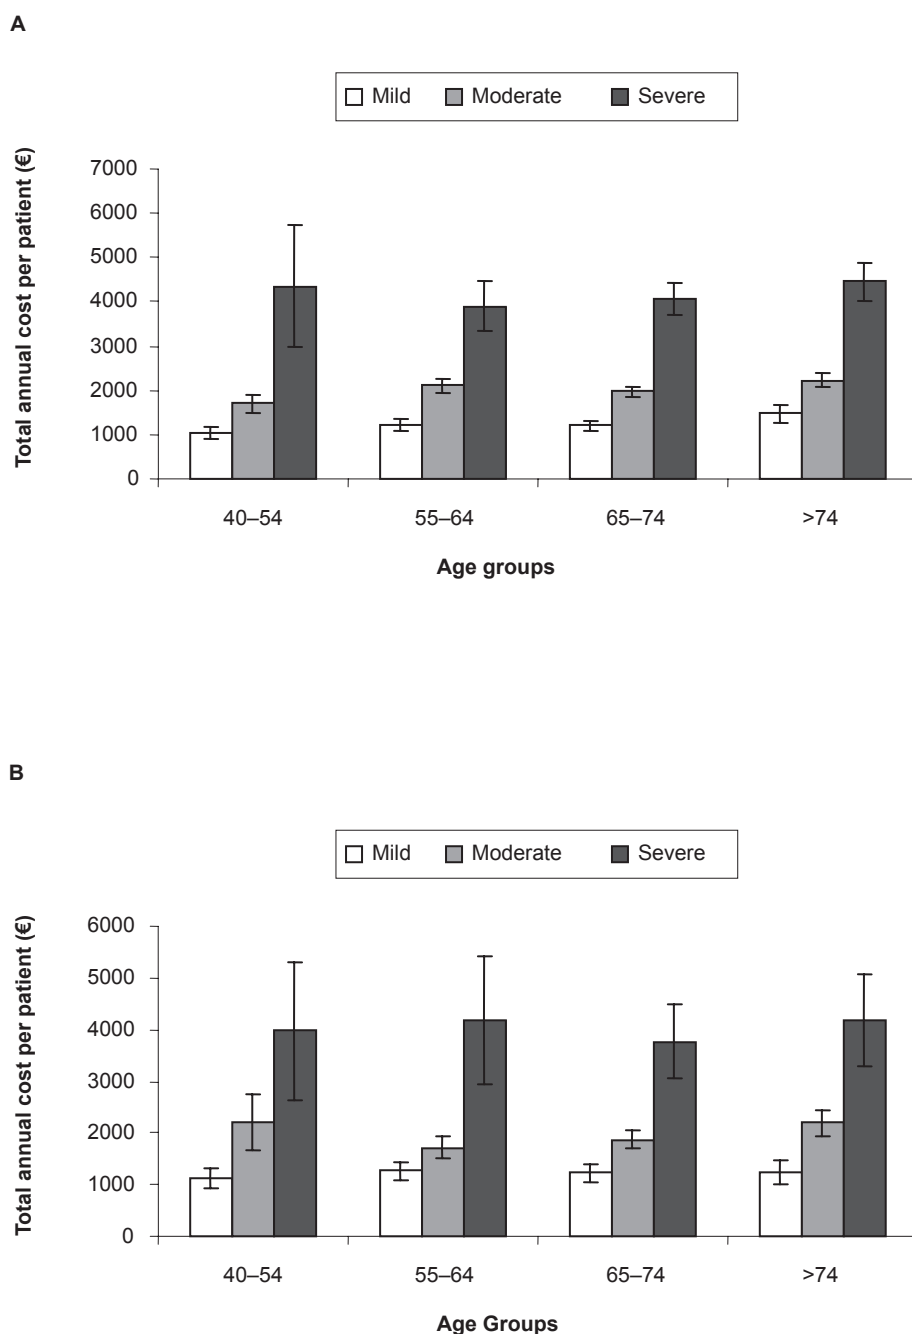 A
Mild Moderate Severe
Total annual cost per patient (€)
7000
6000
5000
4000
3000
2000
1000
0
40–54 55–64 65–74 >74
Age groups
B
Mild Moderate Severe
Total annual cost per patient (€)
6000
5000
4000
3000
2000
1000
0
40–54 55–64 65–74 >74
Age Groups